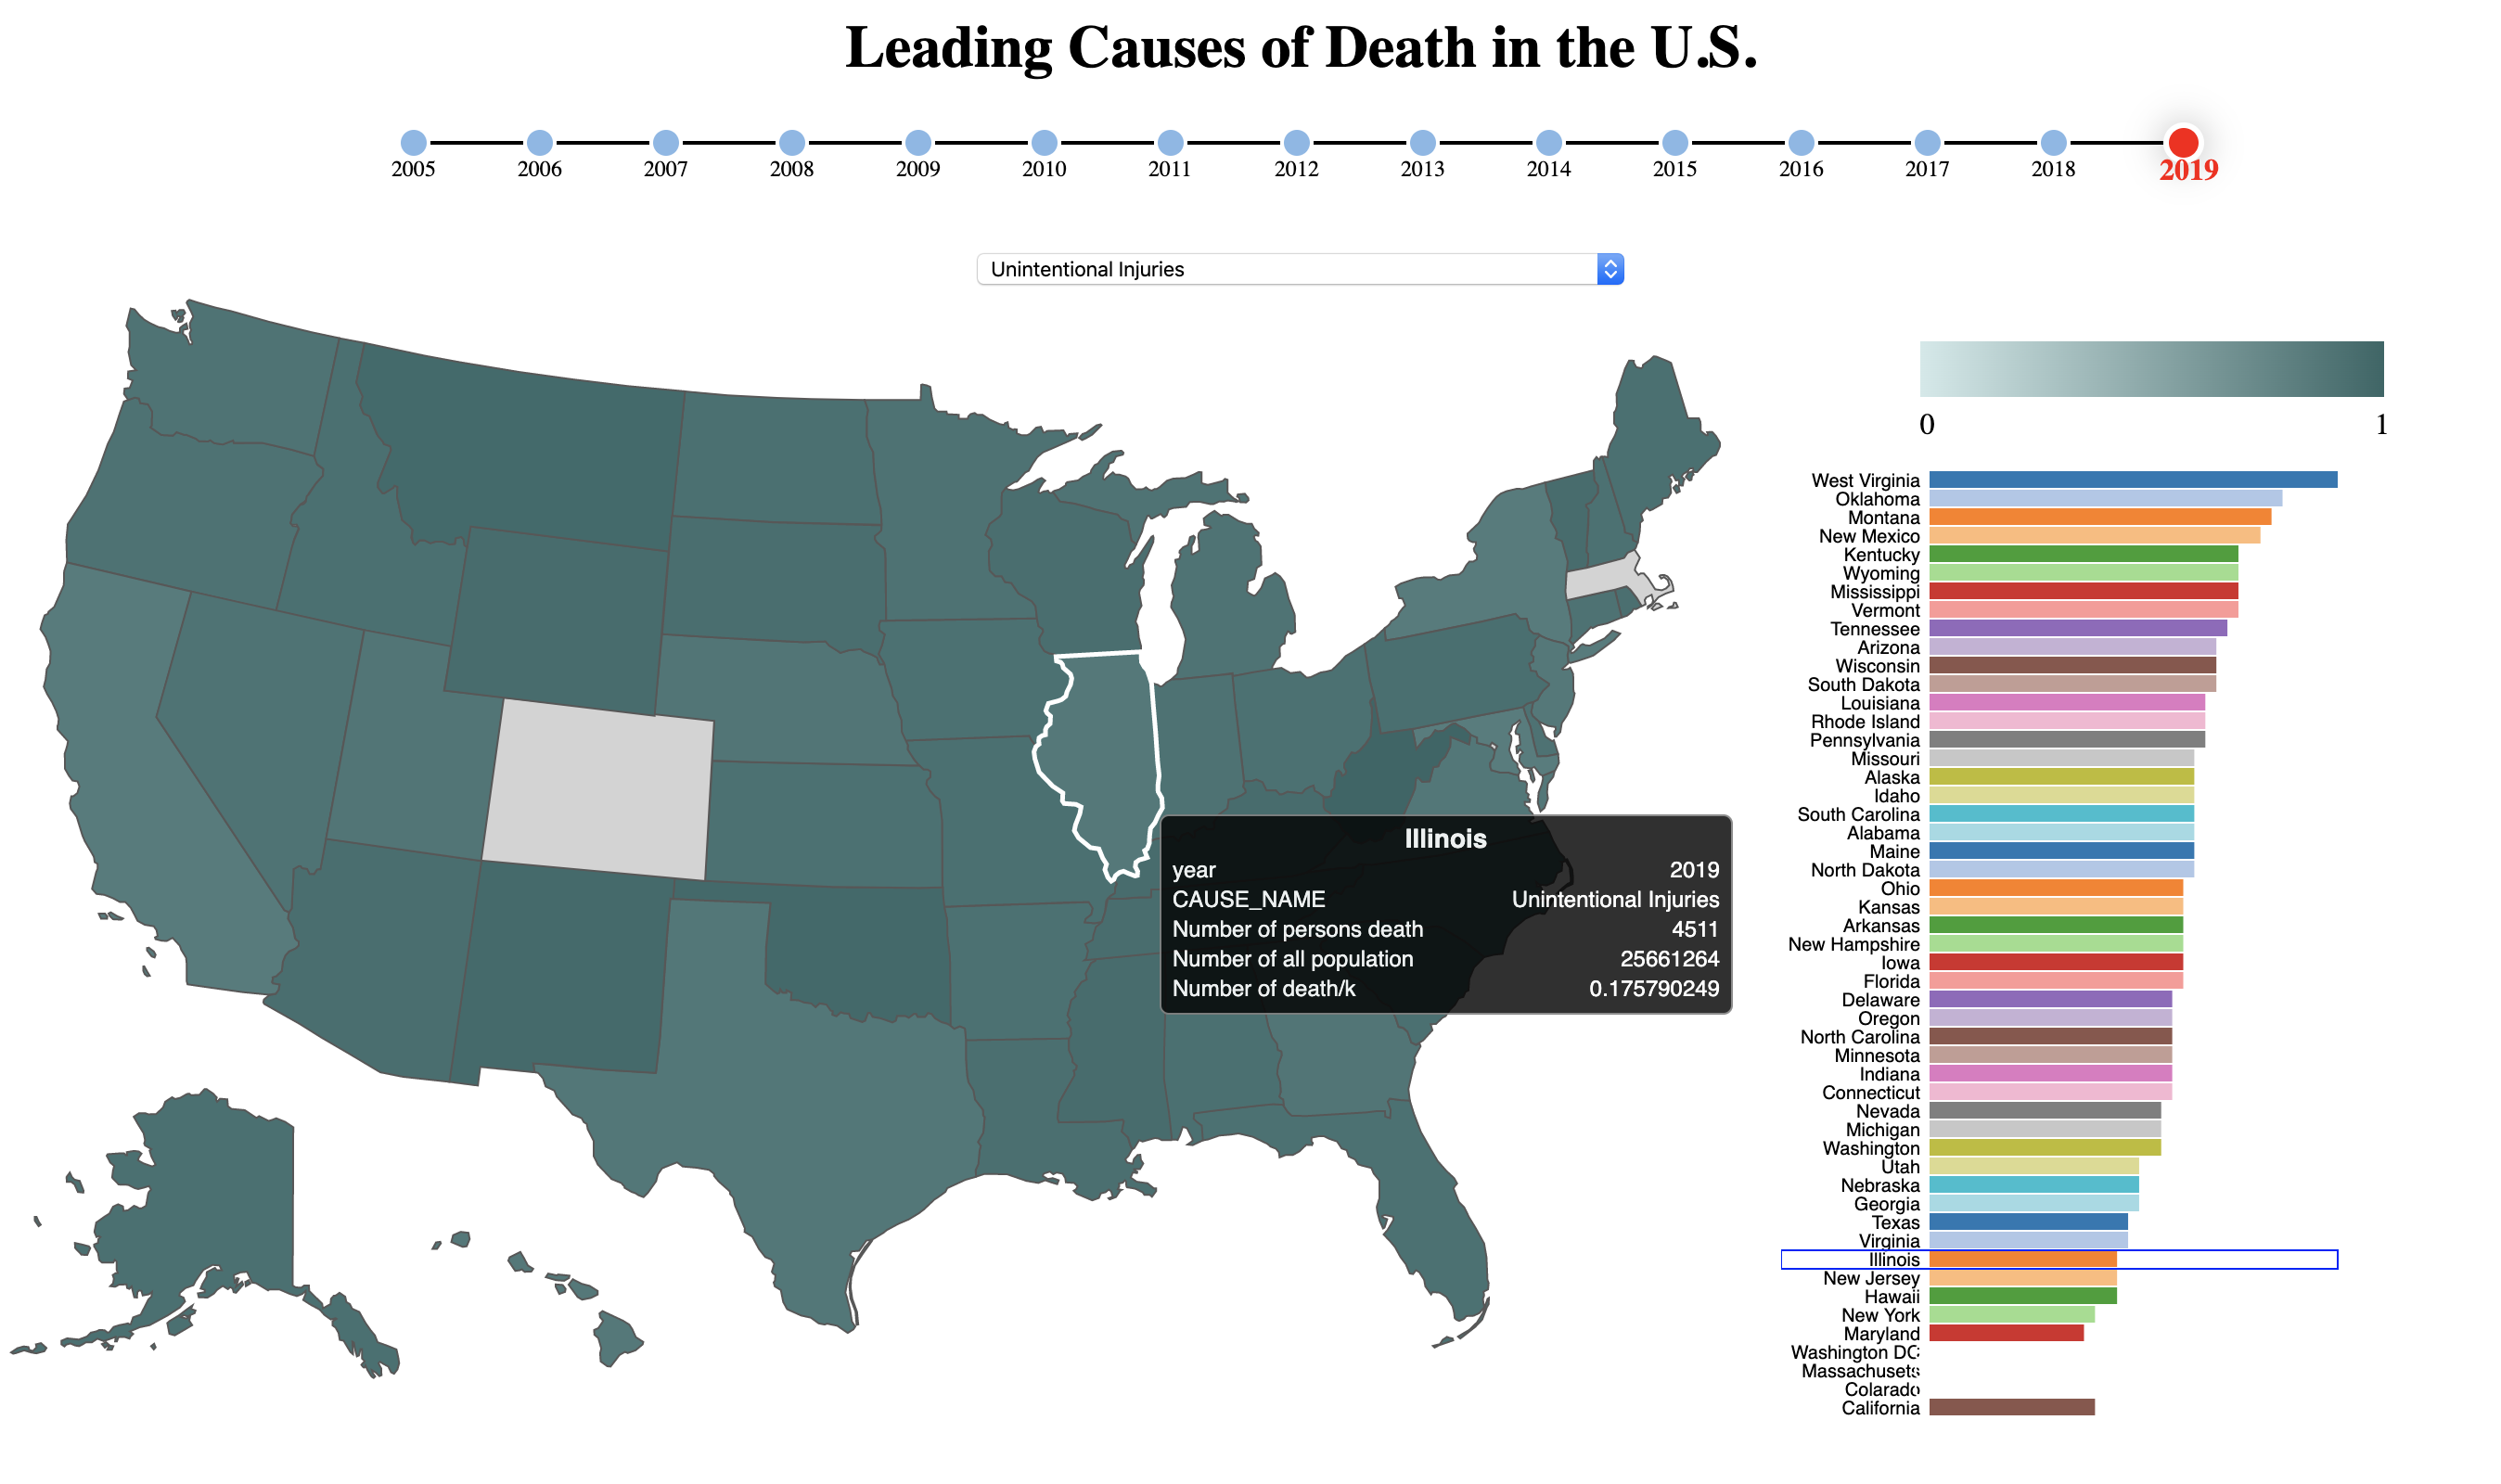 Leading Causes of Death in the U.S.
2005 2006 2007 2008 2009 2010 2011 2012 2013 2014 2015 2016 2017 2018 2019
Unintentional Injuries
0 1
West Virginia
Oklahoma
Montana
New Mexico
Kentucky
Wyoming
Mississippi
Vermont
Tennessee
Arizona
Wisconsin
South Dakota
Louisiana
Rhode Island
Pennsylvania
Missouri
Alaska
Idaho
South Carolina
Alabama
Maine
North Dakota
Ohio
Kansas
Arkansas
New Hampshire
Iowa
Florida
Delaware
Oregon
North Carolina
Minnesota
Indiana
Connecticut
Nevada
Michigan
Washington
Utah
Nebraska
Georgia
Texas
Virginia
Illinois
New Jersey
Hawaii
New York
Maryland
Washington DC
Massachusets
Colarado
California
Illinois
year 2019
CAUSE_NAME Unintentional Injuries
Number of persons death 4511
Number of all population 25661264
Number of death/k 0.175790249